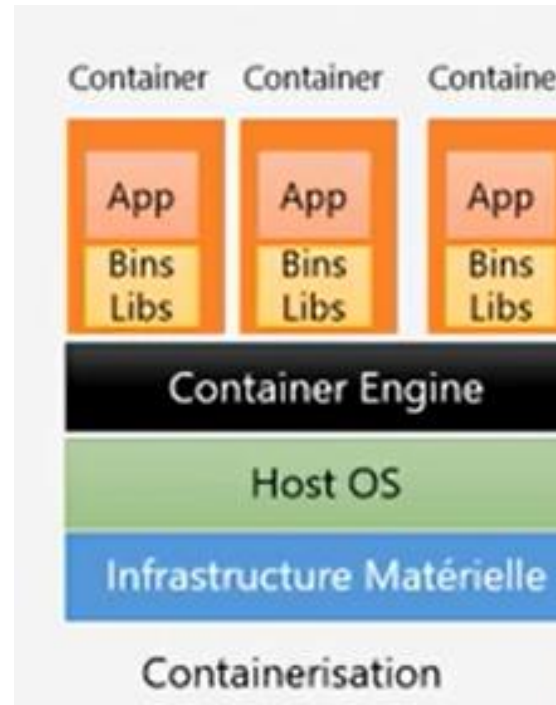 Container Container Containe
App App App
Bins Bins Bins
Libs Libs Libs
Container Engine
Host OS
Infrastructure Matérielle
Containerisation